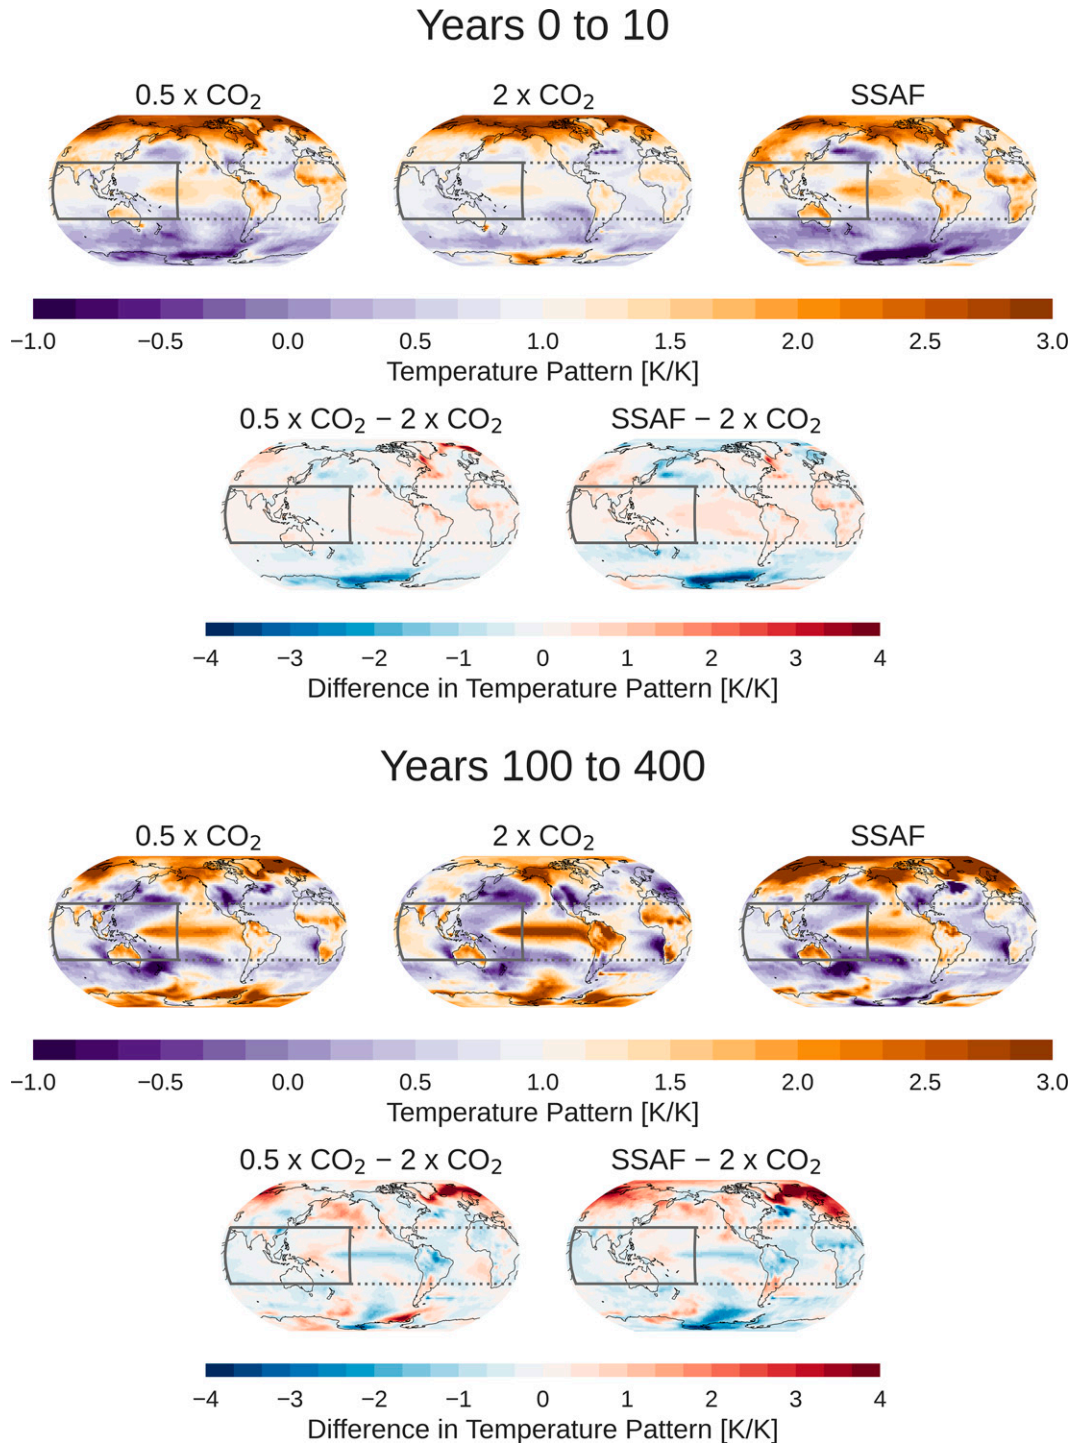 Years 0 to 10
0.5 x CO₂
2 x CO₂
SSAF
−1.0 −0.5 0.0 0.5 1.0 1.5 2.0 2.5 3.0
Temperature Pattern [K/K]
0.5 x CO₂ − 2 x CO₂
SSAF − 2 x CO₂
−4 −3 −2 −1 0 1 2 3 4
Difference in Temperature Pattern [K/K]
Years 100 to 400
0.5 x CO₂
2 x CO₂
SSAF
−1.0 −0.5 0.0 0.5 1.0 1.5 2.0 2.5 3.0
Temperature Pattern [K/K]
0.5 x CO₂ − 2 x CO₂
SSAF − 2 x CO₂
−4 −3 −2 −1 0 1 2 3 4
Difference in Temperature Pattern [K/K]